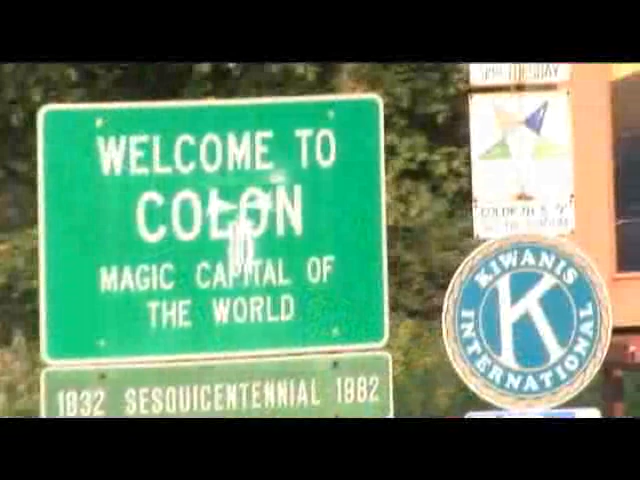 WELCOME TO
COLON
MAGIC CAPITAL OF
THE WORLD
1832 SESQUICENTENNIAL 1982
KIWANIS
K
INTERNATIONAL